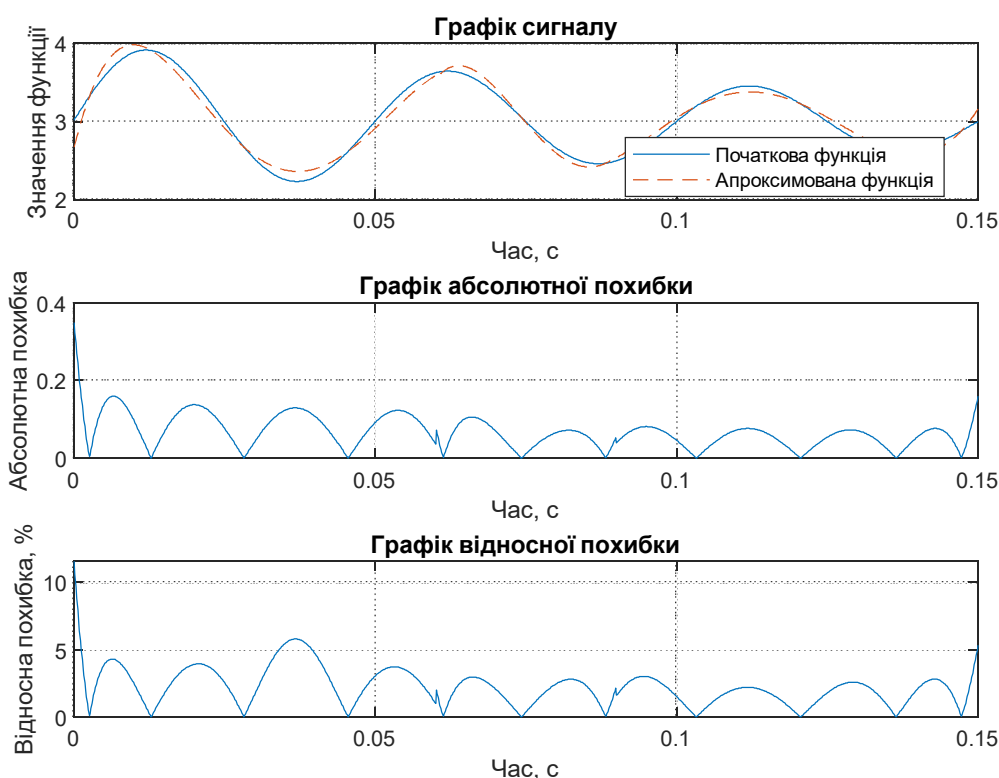 Графік сигналу
Значення функції
4
3
2
0
0.05
0.1
0.15
Час, с
Початкова функція
Апроксимована функція
Графік абсолютної похибки
Абсолютна похибка
0.4
0.2
0
0
0.05
0.1
0.15
Час, с
Графік відносної похибки
Відносна похибка, %
10
5
0
0
0.05
0.1
0.15
Час, с